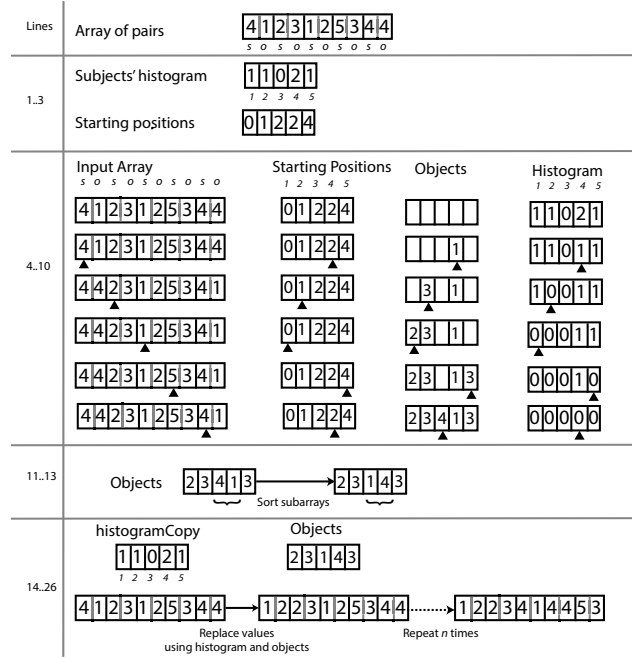 Lines
Array of pairs
4 1 2 3 1 2 5 3 4 4
s o s o s o s o s o
1..3
Subjects' histogram
1 1 0 2 1
1 2 3 4 5
Starting positions
0 1 2 2 4
4..10
Input Array
Starting Positions
Objects
Histogram
s o s o s o s o s o
1 2 3 4 5
1 2 3 4 5
4 1 2 3 1 2 5 3 4 4
0 1 2 2 4
1 1 0 2 1
4 1 2 3 1 2 5 3 4 4
0 1 2 2 4
1
1 1 0 1 1
4 4 2 3 1 2 5 3 4 1
0 1 2 2 4
3 1
1 0 0 1 1
4 4 2 3 1 2 5 3 4 1
0 1 2 2 4
2 3 1
0 0 0 1 1
4 4 2 3 1 2 5 3 4 1
0 1 2 2 4
2 3 1 3
0 0 0 1 0
4 4 2 3 1 2 5 3 4 1
0 1 2 2 4
2 3 4 1 3
0 0 0 0 0
11..13
Objects
2 3 4 1 3
2 3 1 4 3
Sort subarrays
14..26
histogramCopy
Objects
1 1 0 2 1
2 3 1 4 3
1 2 3 4 5
4 1 2 3 1 2 5 3 4 4
1 2 2 3 1 2 5 3 4 4
1 2 2 3 4 1 4 4 5 3
Replace values
using histogram and objects
Repeat n times